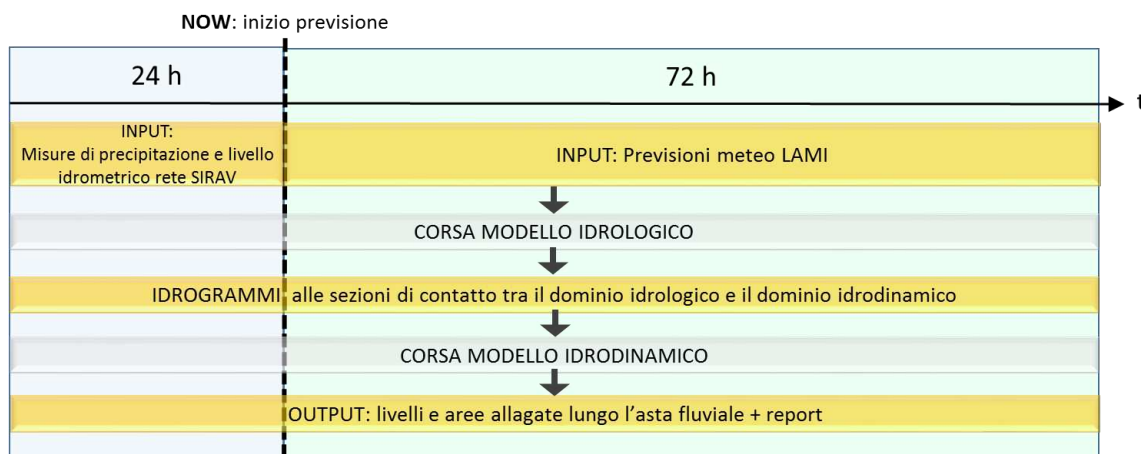 NOW: inizio previsione
24 h
72 h
t
INPUT:
Misure di precipitazione e livello
idrometrico rete SIRAV
INPUT: Previsioni meteo LAMI
CORSA MODELLO IDROLOGICO
IDROGRAMMI alle sezioni di contatto tra il dominio idrologico e il dominio idrodinamico
CORSA MODELLO IDRODINAMICO
OUTPUT: livelli e aree allagate lungo l’asta fluviale + report